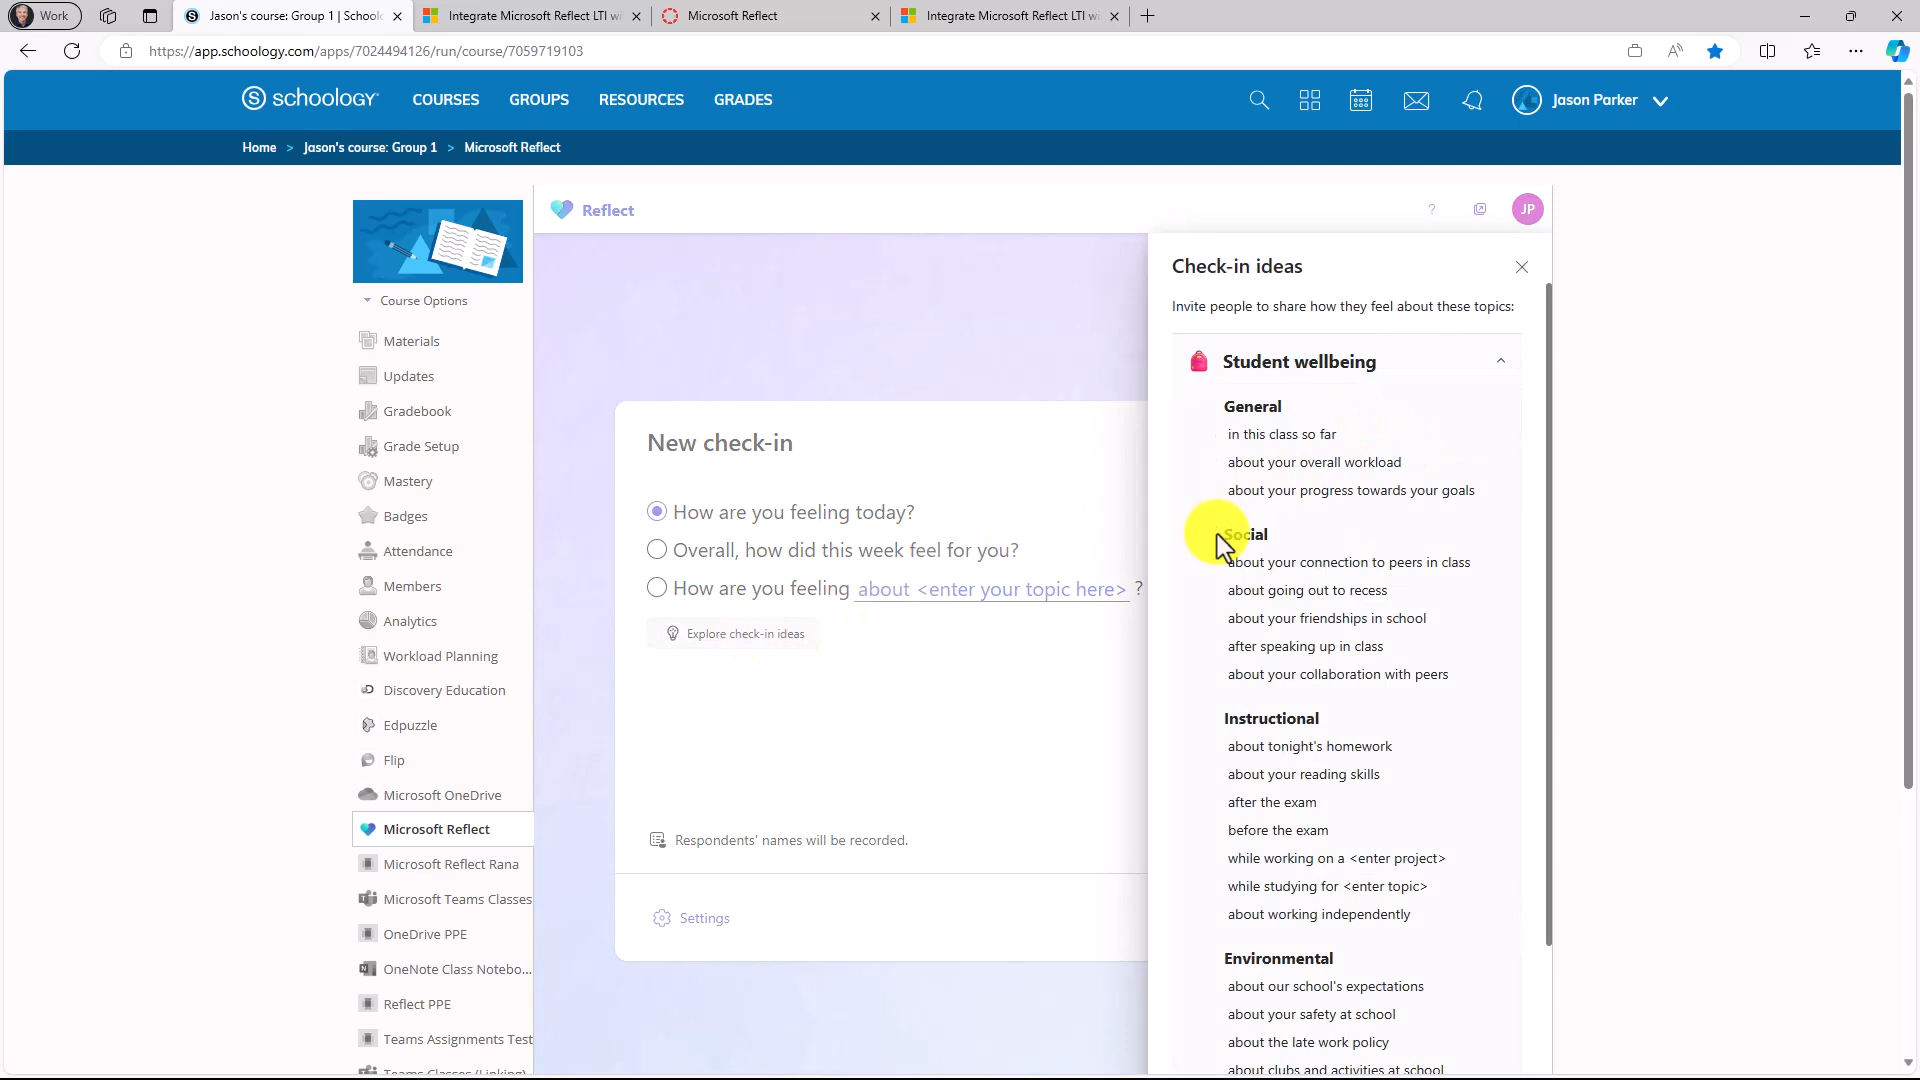 Work
Jason's course: Group 1 | School
Integrate Microsoft Reflect LTI wi
Microsoft Reflect
Integrate Microsoft Reflect LTI wi
https://app.schoology.com/apps/7024494126/run/course/7059719103
schoology
COURSES
GROUPS
RESOURCES
GRADES
Jason Parker
Home > Jason's course: Group 1 > Microsoft Reflect
Course Options
Materials
Updates
Gradebook
Grade Setup
Mastery
Badges
Attendance
Members
Analytics
Workload Planning
Discovery Education
Edpuzzle
Flip
Microsoft OneDrive
Microsoft Reflect
Microsoft Reflect Rana
Microsoft Teams Classes
OneDrive PPE
OneNote Class Notebo...
Reflect PPE
Teams Assignments Test
Teams Classes (Linking)
Reflect
?
JP
New check-in
How are you feeling today?
Overall, how did this week feel for you?
How are you feeling about <enter your topic here> ?
Explore check-in ideas
Respondents' names will be recorded.
Settings
Check-in ideas
Invite people to share how they feel about these topics:
Student wellbeing
General
in this class so far
about your overall workload
about your progress towards your goals
Social
about your connection to peers in class
about going out to recess
about your friendships in school
after speaking up in class
about your collaboration with peers
Instructional
about tonight's homework
about your reading skills
after the exam
before the exam
while working on a <enter project>
while studying for <enter topic>
about working independently
Environmental
about our school's expectations
about your safety at school
about the late work policy
about clubs and activities at school